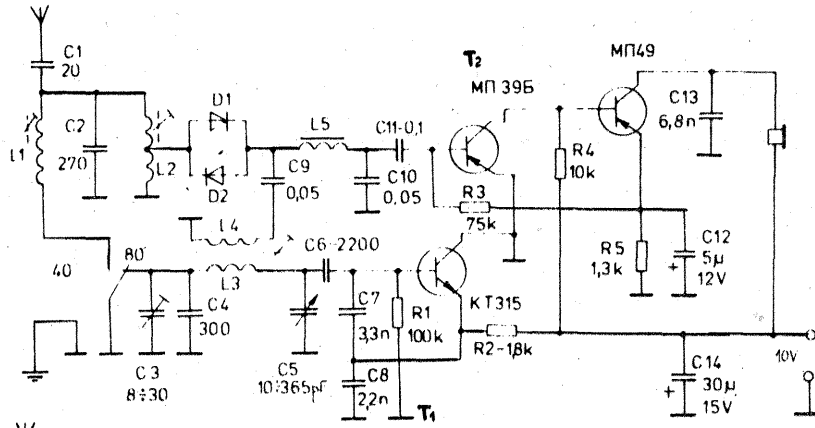 C1
20
T₂
МП 39Б
МП49
D1
L5
C11-0,1
C13
6,8n
C2
270
L1
L2
D2
C9
0,05
C10
0,05
R4
10k
R3
75k
L4
C6-2200
40
80
L3
R5
1,3k
C12
5µ
12V
C4
300
C7
3,3n
R1
100k
КТ315
R2-1,8k
C3
8÷30
C5
10÷365pF
C8
2,2n
T₁
C14
30µ
15V
10V